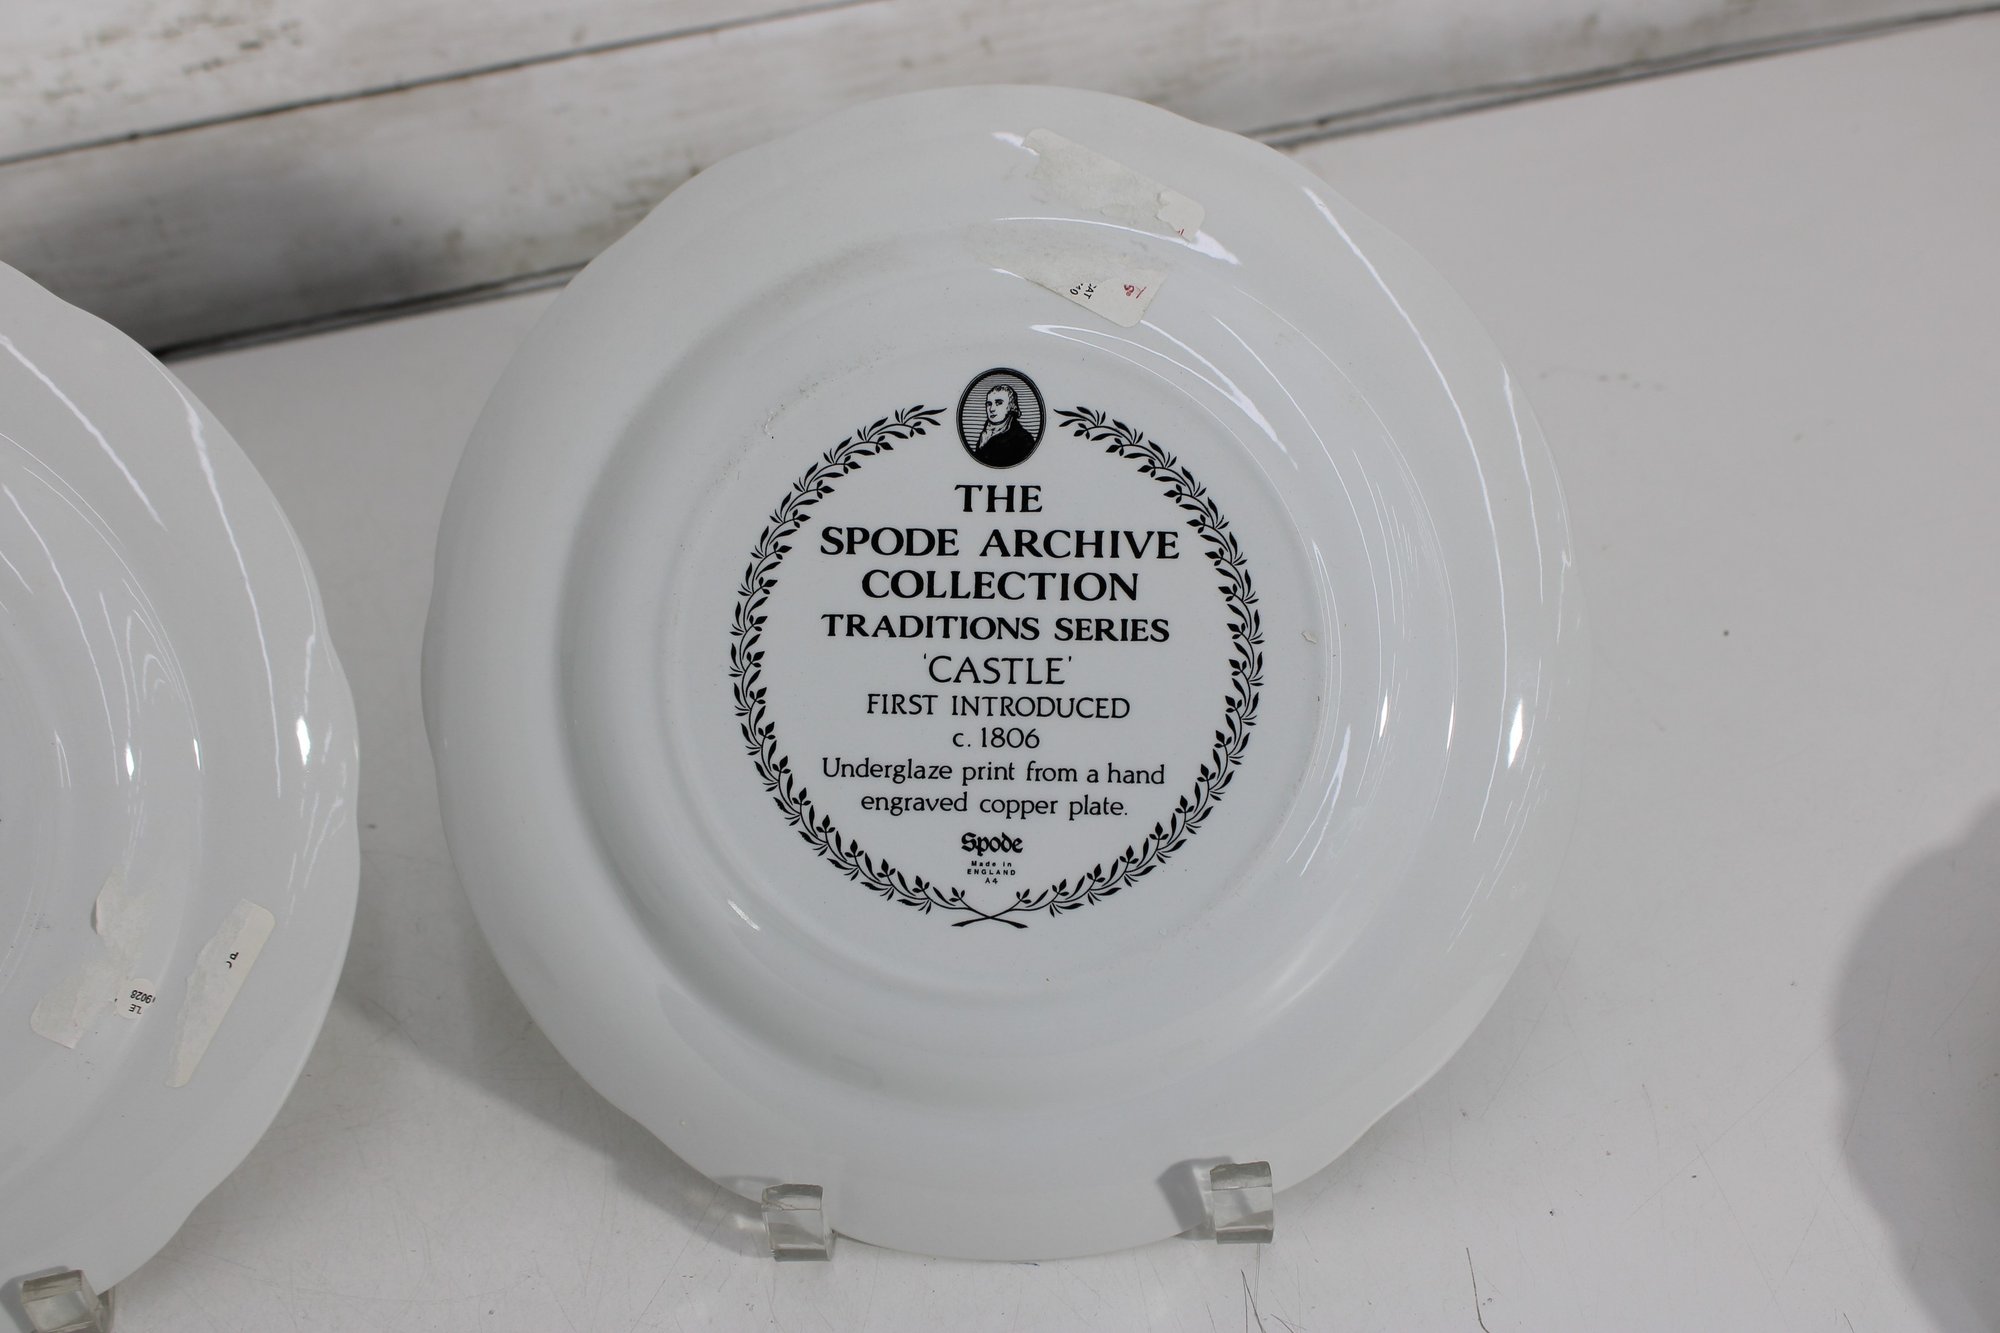 THE
SPODE ARCHIVE
COLLECTION
TRADITIONS SERIES
'CASTLE'
FIRST INTRODUCED
c. 1806
Underglaze print from a hand
engraved copper plate.
Spode
Made in
ENGLAND
A4